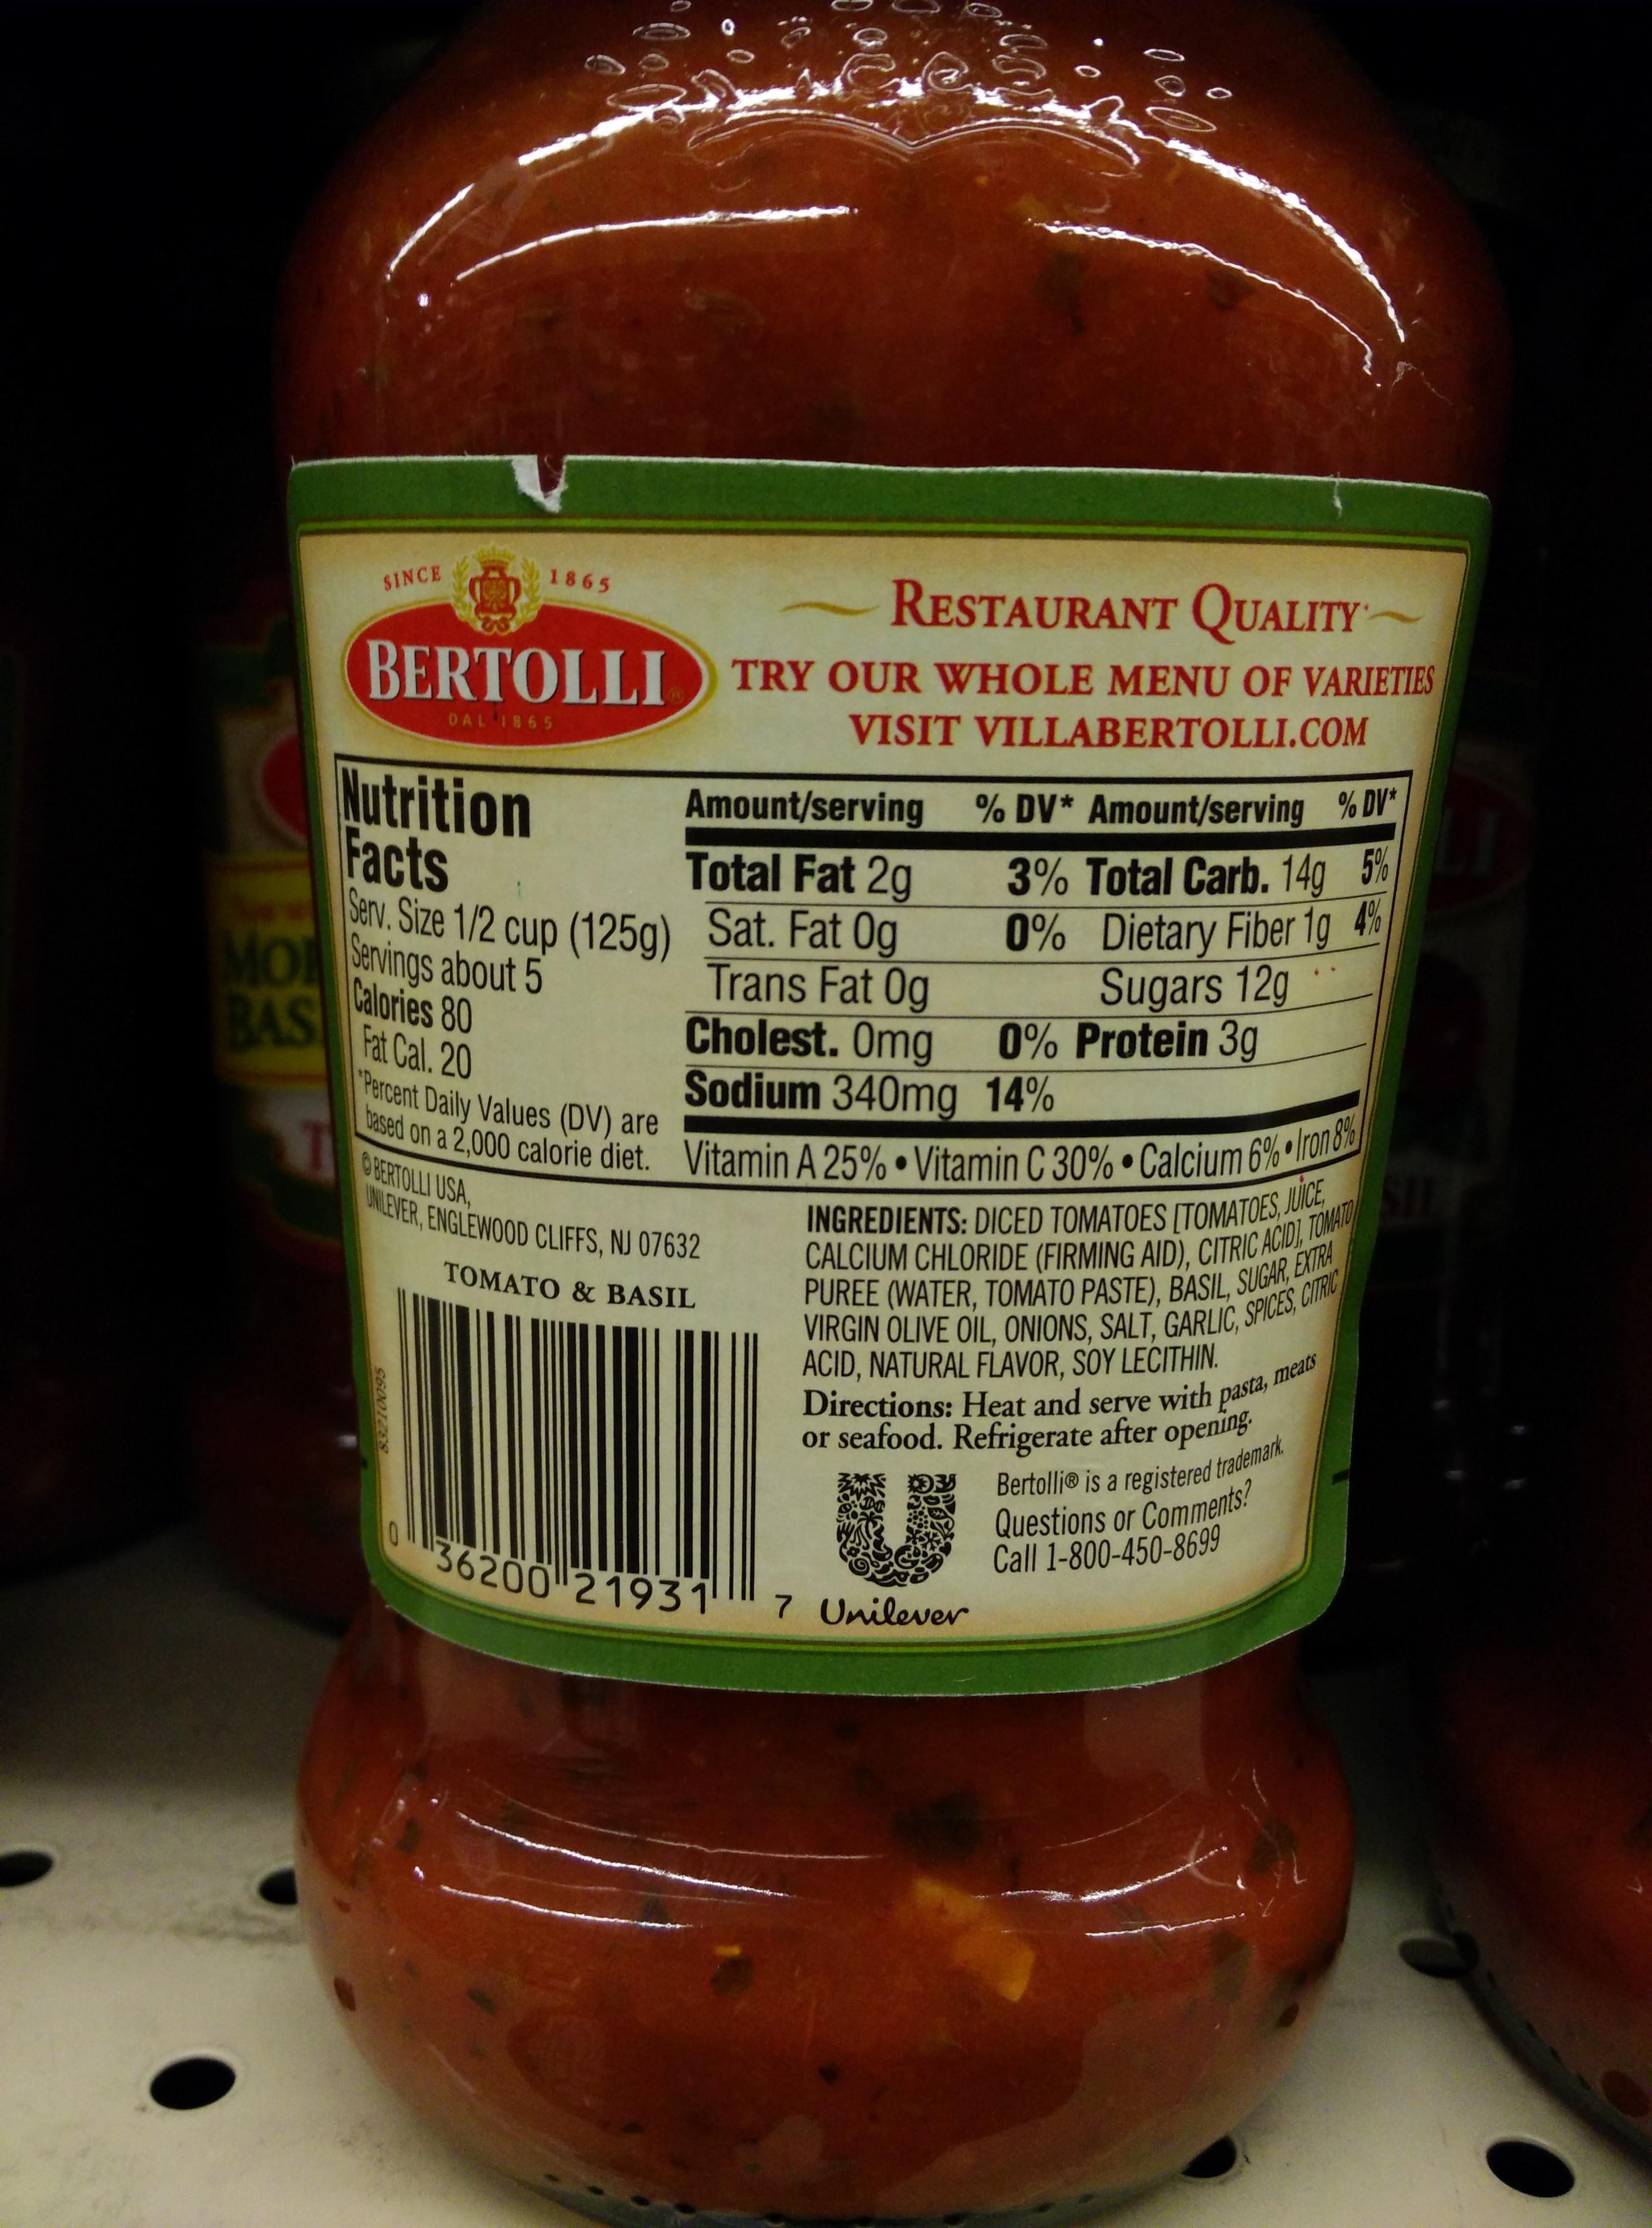 SINCE 1865
BERTOLLI®
DAL 1865
RESTAURANT QUALITY
TRY OUR WHOLE MENU OF VARIETIES
VISIT VILLABERTOLLI.COM
Nutrition
Facts
Serv. Size 1/2 cup (125g)
Servings about 5
Calories 80
Fat Cal. 20
*Percent Daily Values (DV) are
based on a 2,000 calorie diet.
Amount/serving % DV* Amount/serving % DV*
Total Fat 2g 3% Total Carb. 14g 5%
Sat. Fat 0g 0% Dietary Fiber 1g 4%
Trans Fat 0g Sugars 12g
Cholest. 0mg 0% Protein 3g
Sodium 340mg 14%
Vitamin A 25% • Vitamin C 30% • Calcium 6% • Iron 8%
© BERTOLLI USA,
UNILEVER, ENGLEWOOD CLIFFS, NJ 07632
TOMATO & BASIL
83210095
0 36200 21931 7
INGREDIENTS: DICED TOMATOES [TOMATOES, JUICE,
CALCIUM CHLORIDE (FIRMING AID), CITRIC ACID], TOMATO
PUREE (WATER, TOMATO PASTE), BASIL, SUGAR, EXTRA
VIRGIN OLIVE OIL, ONIONS, SALT, GARLIC, SPICES, CITRIC
ACID, NATURAL FLAVOR, SOY LECITHIN.
Directions: Heat and serve with pasta, meats
or seafood. Refrigerate after opening.
Bertolli® is a registered trademark.
Questions or Comments?
Call 1-800-450-8699
Unilever
MO
BAS
T
LI
SIL